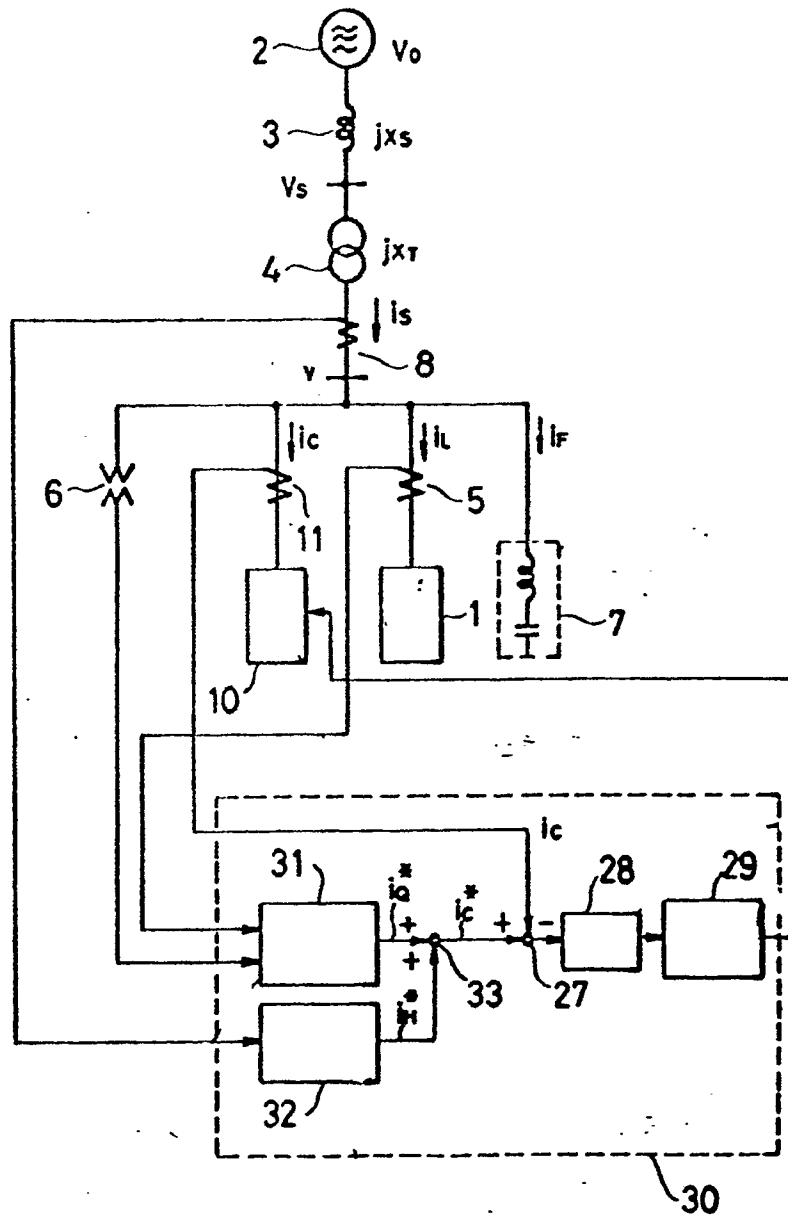 2 V0
3 jXS
VS
4 jXT
iS
8
V
iC iL iF
6 11 5
10 1 7
iC
31 28 29
iQ* iC*
+ + + -
33 27
iH*
32
30